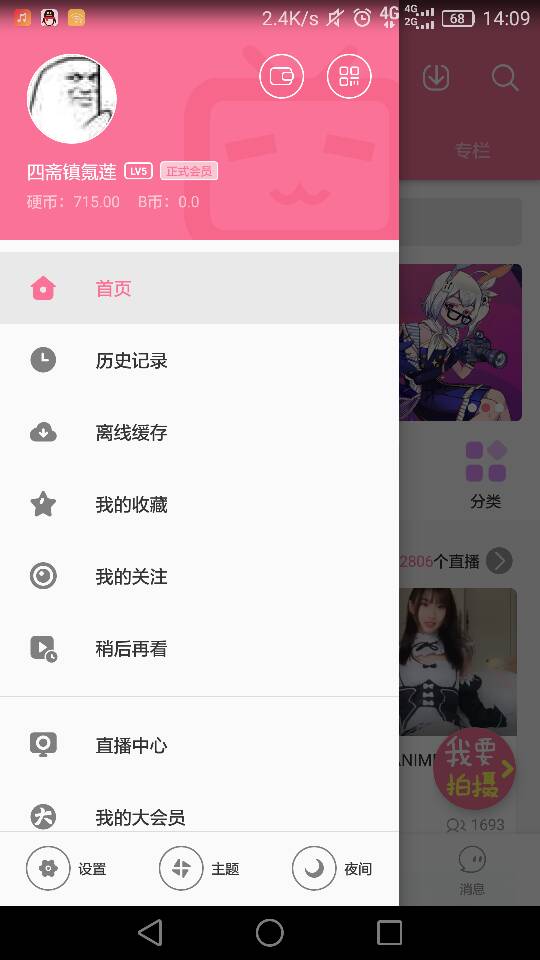 2.4K/s 4G 4G 2G 68 14:09
四斋镇氪莲 LV5 正式会员
硬币：715.00 B币：0.0
专栏
首页
历史记录
离线缓存
我的收藏
分类
我的关注
2806个直播
稍后再看
直播中心
ANIM
我要
拍摄
我的大会员
1693
设置
主题
夜间
消息